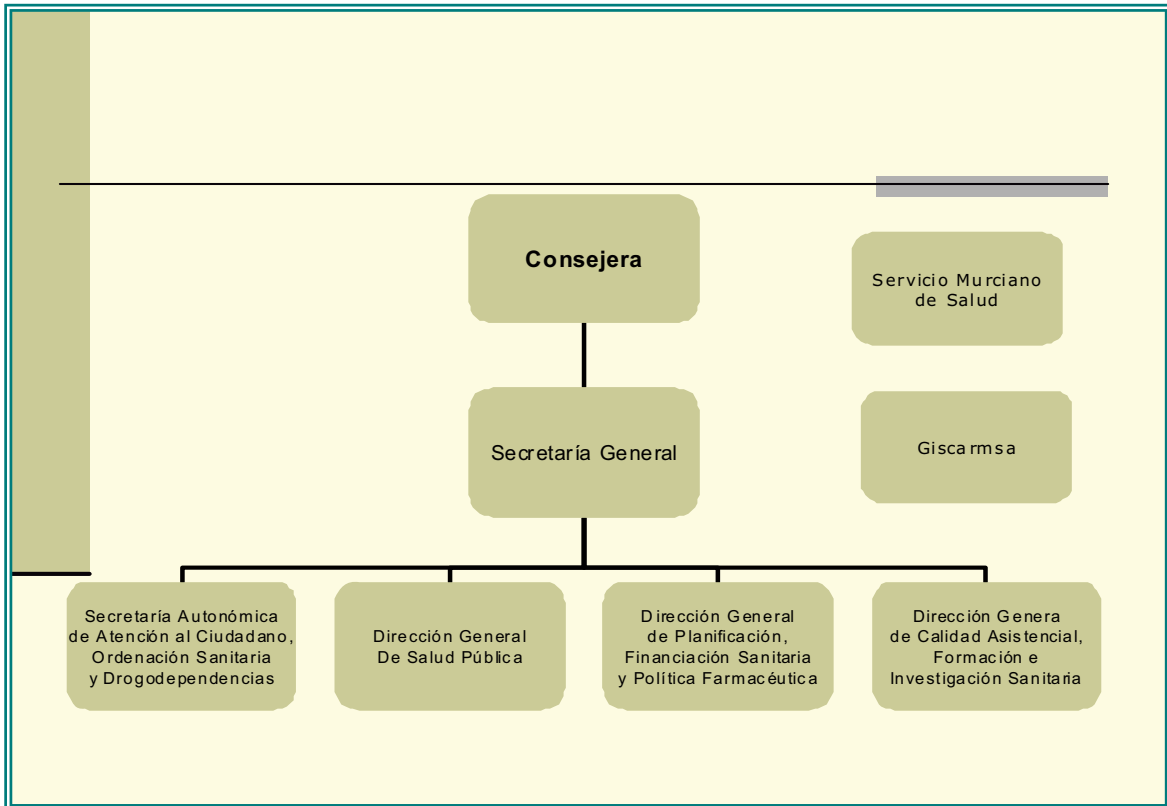 Consejera
Servicio Murciano
de Salud
Secretaría General
Giscarmsa
Secretaría Autonómica
de Atención al Ciudadano,
Ordenación Sanitaria
y Drogodependencias
Dirección General
De Salud Pública
Dirección General
de Planificación,
Financiación Sanitaria
y Política Farmacéutica
Dirección Genera
de Calidad Asistencial,
Formación e
Investigación Sanitaria